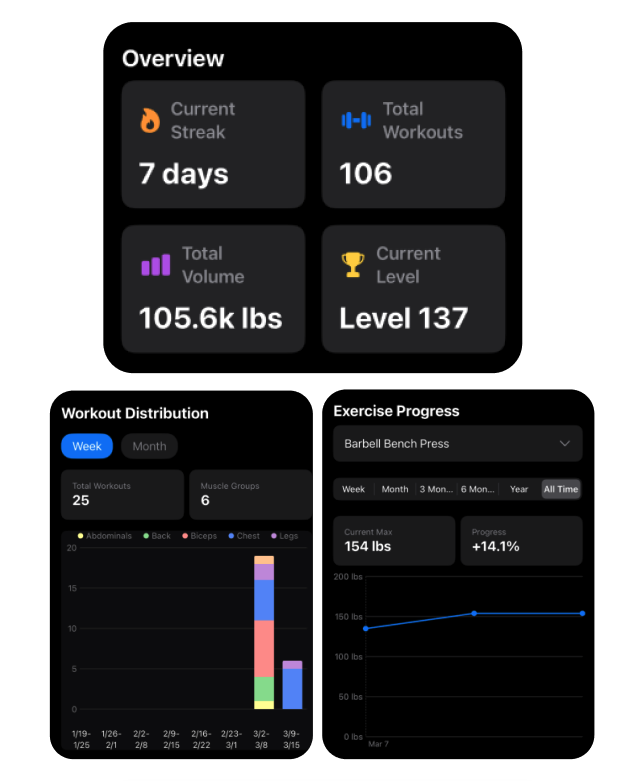 Overview
Current
Streak
7 days
Total
Workouts
106
Total
Volume
105.6k lbs
Current
Level
Level 137
Workout Distribution
Week
Month
Total Workouts
25
Muscle Groups
6
Abdominals Back Biceps Chest Legs
20
15
10
5
0
1/19-
1/25
1/26-
2/1
2/2-
2/8
2/9-
2/15
2/16-
2/22
2/23-
3/1
3/2-
3/8
3/9-
3/15
Exercise Progress
Barbell Bench Press
Week Month 3 Mon... 6 Mon... Year All Time
Current Max
154 lbs
Progress
+14.1%
200 lbs
150 lbs
100 lbs
50 lbs
0 lbs
Mar 7